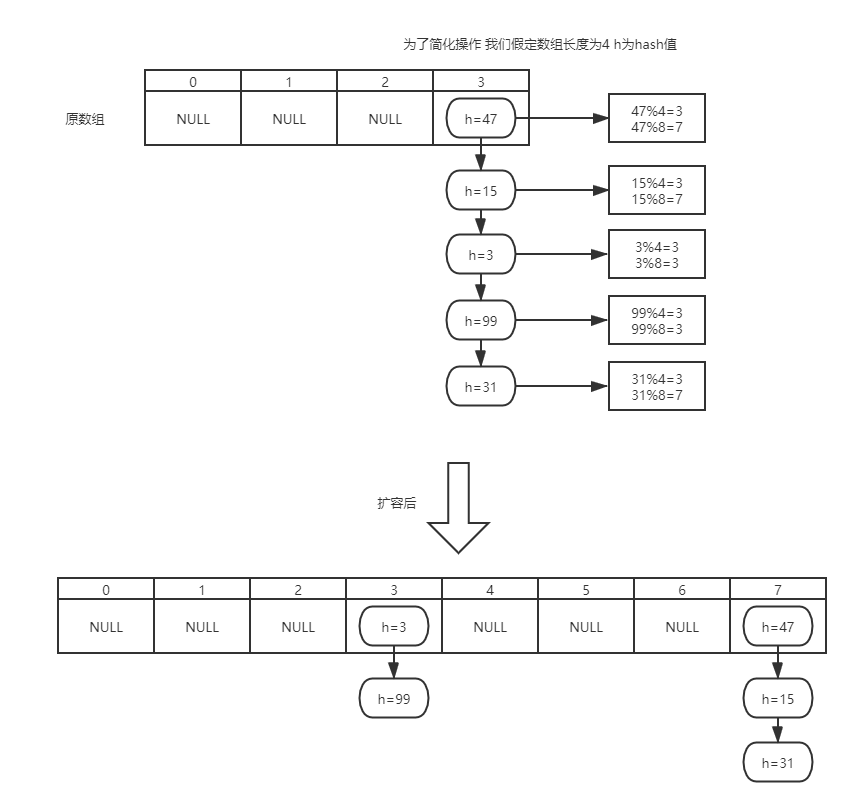 为了简化操作 我们假定数组长度为4 h为hash值
0 1 2 3
原数组 NULL NULL NULL h=47
47%4=3
47%8=7
h=15
15%4=3
15%8=7
h=3
3%4=3
3%8=3
h=99
99%4=3
99%8=3
h=31
31%4=3
31%8=7
扩容后
0 1 2 3 4 5 6 7
NULL NULL NULL h=3 NULL NULL NULL h=47
h=99 h=15
h=31